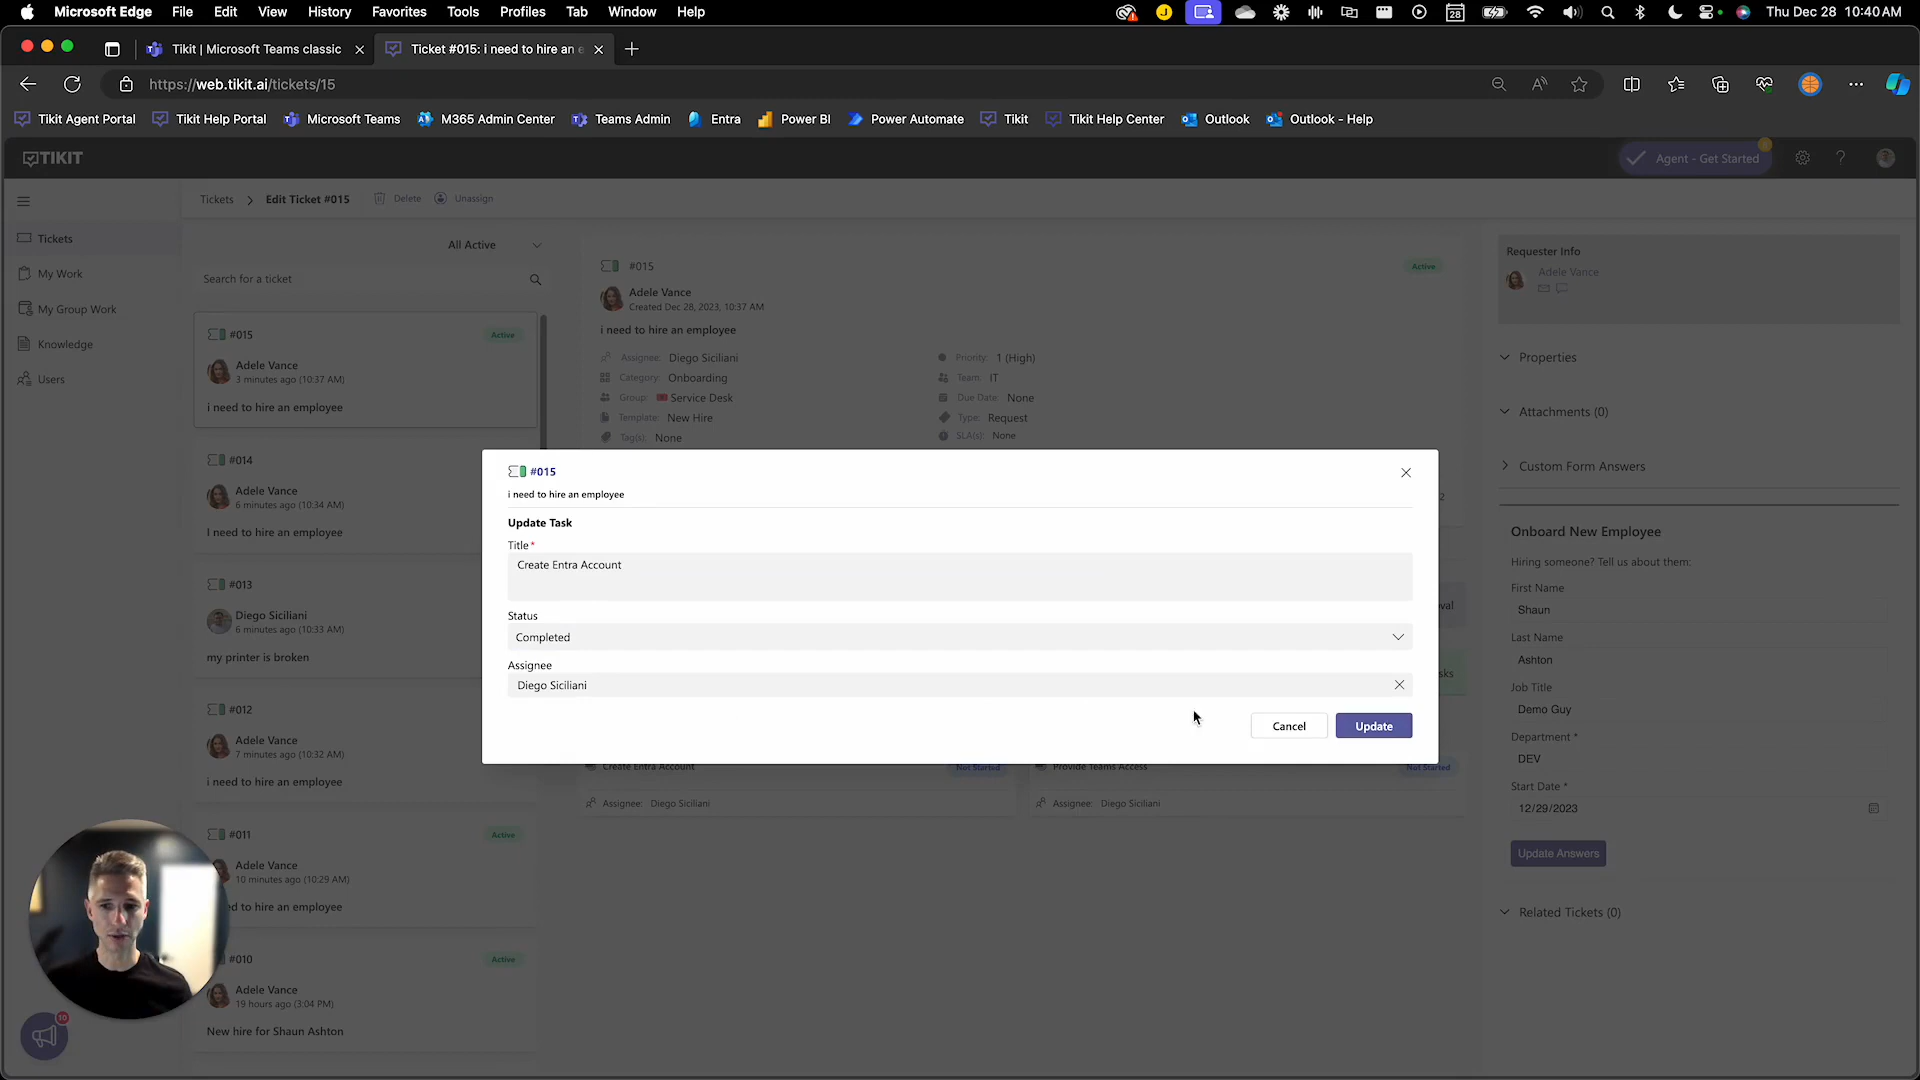 Microsoft Edge File Edit View History Favorites Tools Profiles Tab Window Help
J 28 Thu Dec 28 10:40 AM
Tikit | Microsoft Teams classic
Ticket #015: i need to hire an e
https://web.tikit.ai/tickets/15
Tikit Agent Portal
Tikit Help Portal
Microsoft Teams
M365 Admin Center
Teams Admin
Entra
Power BI
Power Automate
Tikit
Tikit Help Center
Outlook
Outlook - Help
TIKIT
Agent - Get Started
?
Tickets
My Work
My Group Work
Knowledge
Users
Tickets > Edit Ticket #015 Delete Unassign
All Active
Search for a ticket
#015 Active
Adele Vance
3 minutes ago (10:37 AM)
i need to hire an employee
#014
Adele Vance
6 minutes ago (10:34 AM)
I need to hire an employee
#013
Diego Siciliani
6 minutes ago (10:33 AM)
my printer is broken
#012
Adele Vance
7 minutes ago (10:32 AM)
i need to hire an employee
#011 Active
Adele Vance
10 minutes ago (10:29 AM)
d to hire an employee
#010 Active
Adele Vance
19 hours ago (3:04 PM)
New hire for Shaun Ashton
10
#015 Active
Adele Vance
Created Dec 28, 2023, 10:37 AM
i need to hire an employee
Assignee: Diego Siciliani
Priority: 1 (High)
Category: Onboarding
Team: IT
Group: Service Desk
Due Date: None
Template: New Hire
Type: Request
Tag(s): None
SLA(s): None
2
#015
i need to hire an employee
Update Task
Title *
Create Entra Account
Status
Completed
Assignee
Diego Siciliani
Cancel
Update
val
sks
Create Entra Account Not Started
Assignee: Diego Siciliani
Provide Teams Access Not Started
Assignee: Diego Siciliani
Requester Info
Adele Vance
Properties
Attachments (0)
Custom Form Answers
Onboard New Employee
Hiring someone? Tell us about them:
First Name
Shaun
Last Name
Ashton
Job Title
Demo Guy
Department *
DEV
Start Date *
12/29/2023
Update Answers
Related Tickets (0)